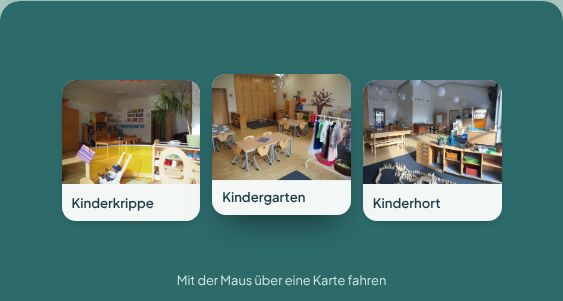 Kinderkrippe
Kindergarten
Kinderhort
Mit der Maus über eine Karte fahren